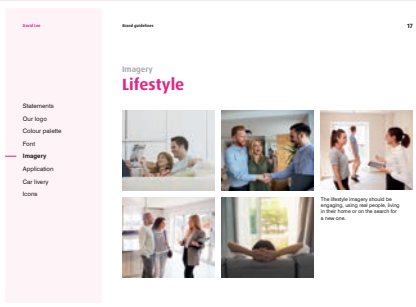 David Lee
Brand guidelines
17
Imagery
Lifestyle
Statements
Our logo
Colour palette
Font
Imagery
Application
Car livery
Icons
The lifestyle imagery should be
engaging, using real people, living
in their home or on the search for
a new one.